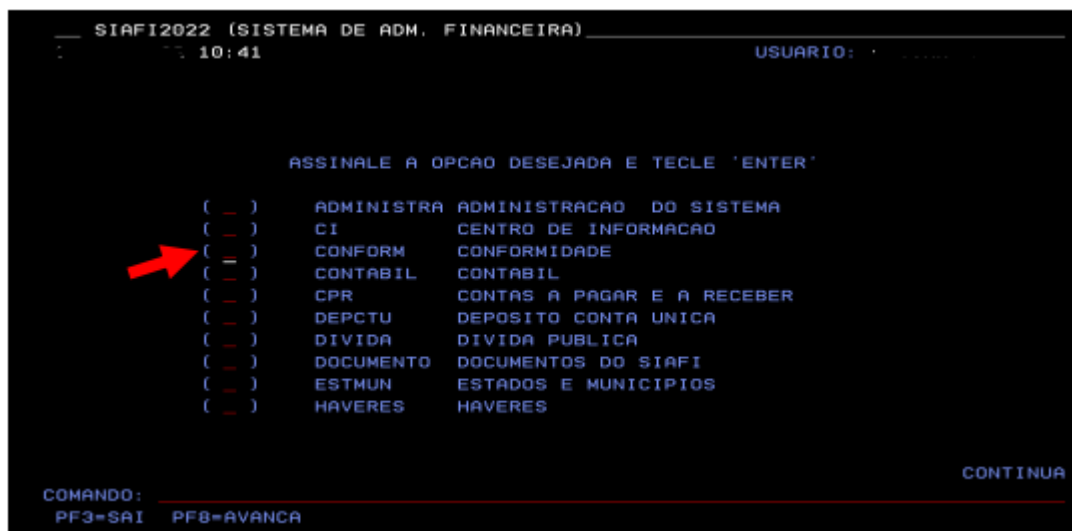 __ SIAFI2022 (SISTEMA DE ADM. FINANCEIRA)
10:41 USUARIO:
ASSINALE A OPCAO DESEJADA E TECLE 'ENTER'
( _ ) ADMINISTRA ADMINISTRACAO DO SISTEMA
( _ ) CI CENTRO DE INFORMACAO
( _ ) CONFORM CONFORMIDADE
( _ ) CONTABIL CONTABIL
( _ ) CPR CONTAS A PAGAR E A RECEBER
( _ ) DEPCTU DEPOSITO CONTA UNICA
( _ ) DIVIDA DIVIDA PUBLICA
( _ ) DOCUMENTO DOCUMENTOS DO SIAFI
( _ ) ESTMUN ESTADOS E MUNICIPIOS
( _ ) HAVERES HAVERES
CONTINUA
COMANDO:
PF3=SAI PF8=AVANCA